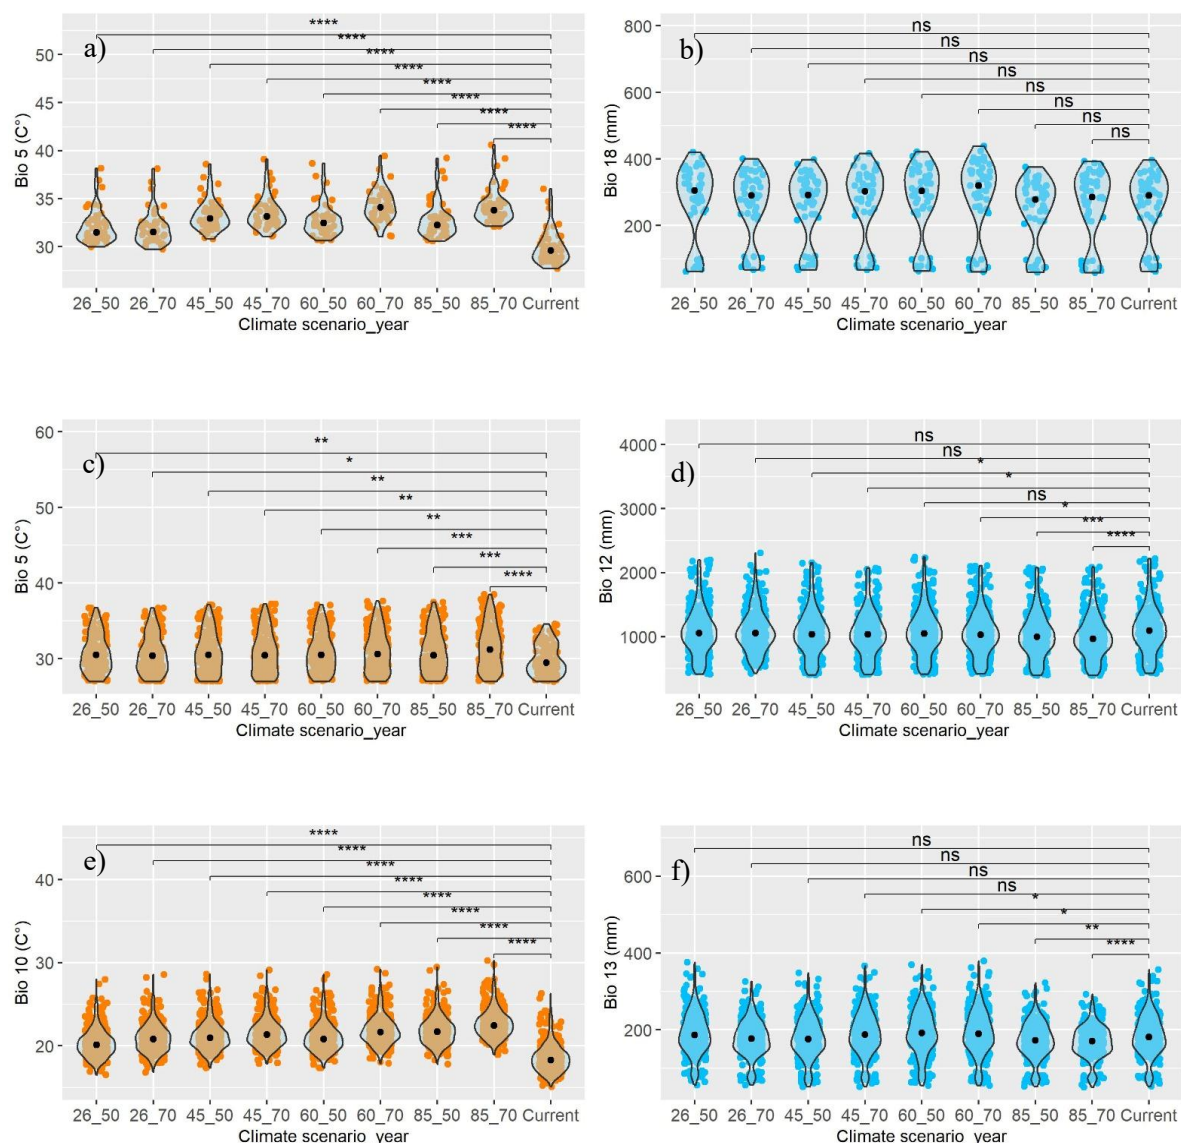 a)
Bio 5 (C°)
50
45
40
35
30
****
****
****
****
****
****
****
****
26_50 26_70 45_50 45_70 60_50 60_70 85_50 85_70 Current
Climate scenario_year
b)
Bio 18 (mm)
800
600
400
200
ns
ns
ns
ns
ns
ns
ns
ns
26_50 26_70 45_50 45_70 60_50 60_70 85_50 85_70 Current
Climate scenario_year
c)
Bio 5 (C°)
60
50
40
30
**
*
**
**
**
***
***
****
26_50 26_70 45_50 45_70 60_50 60_70 85_50 85_70 Current
Climate scenario_year
d)
Bio 12 (mm)
4000
3000
2000
1000
ns
ns
*
*
ns
*
***
****
26_50 26_70 45_50 45_70 60_50 60_70 85_50 85_70 Current
Climate scenario_year
e)
Bio 10 (C°)
40
30
20
****
****
****
****
****
****
****
****
26_50 26_70 45_50 45_70 60_50 60_70 85_50 85_70 Current
Climate scenario_year
f)
Bio 13 (mm)
600
400
200
ns
ns
ns
ns
*
*
**
****
26_50 26_70 45_50 45_70 60_50 60_70 85_50 85_70 Current
Climate scenario_year